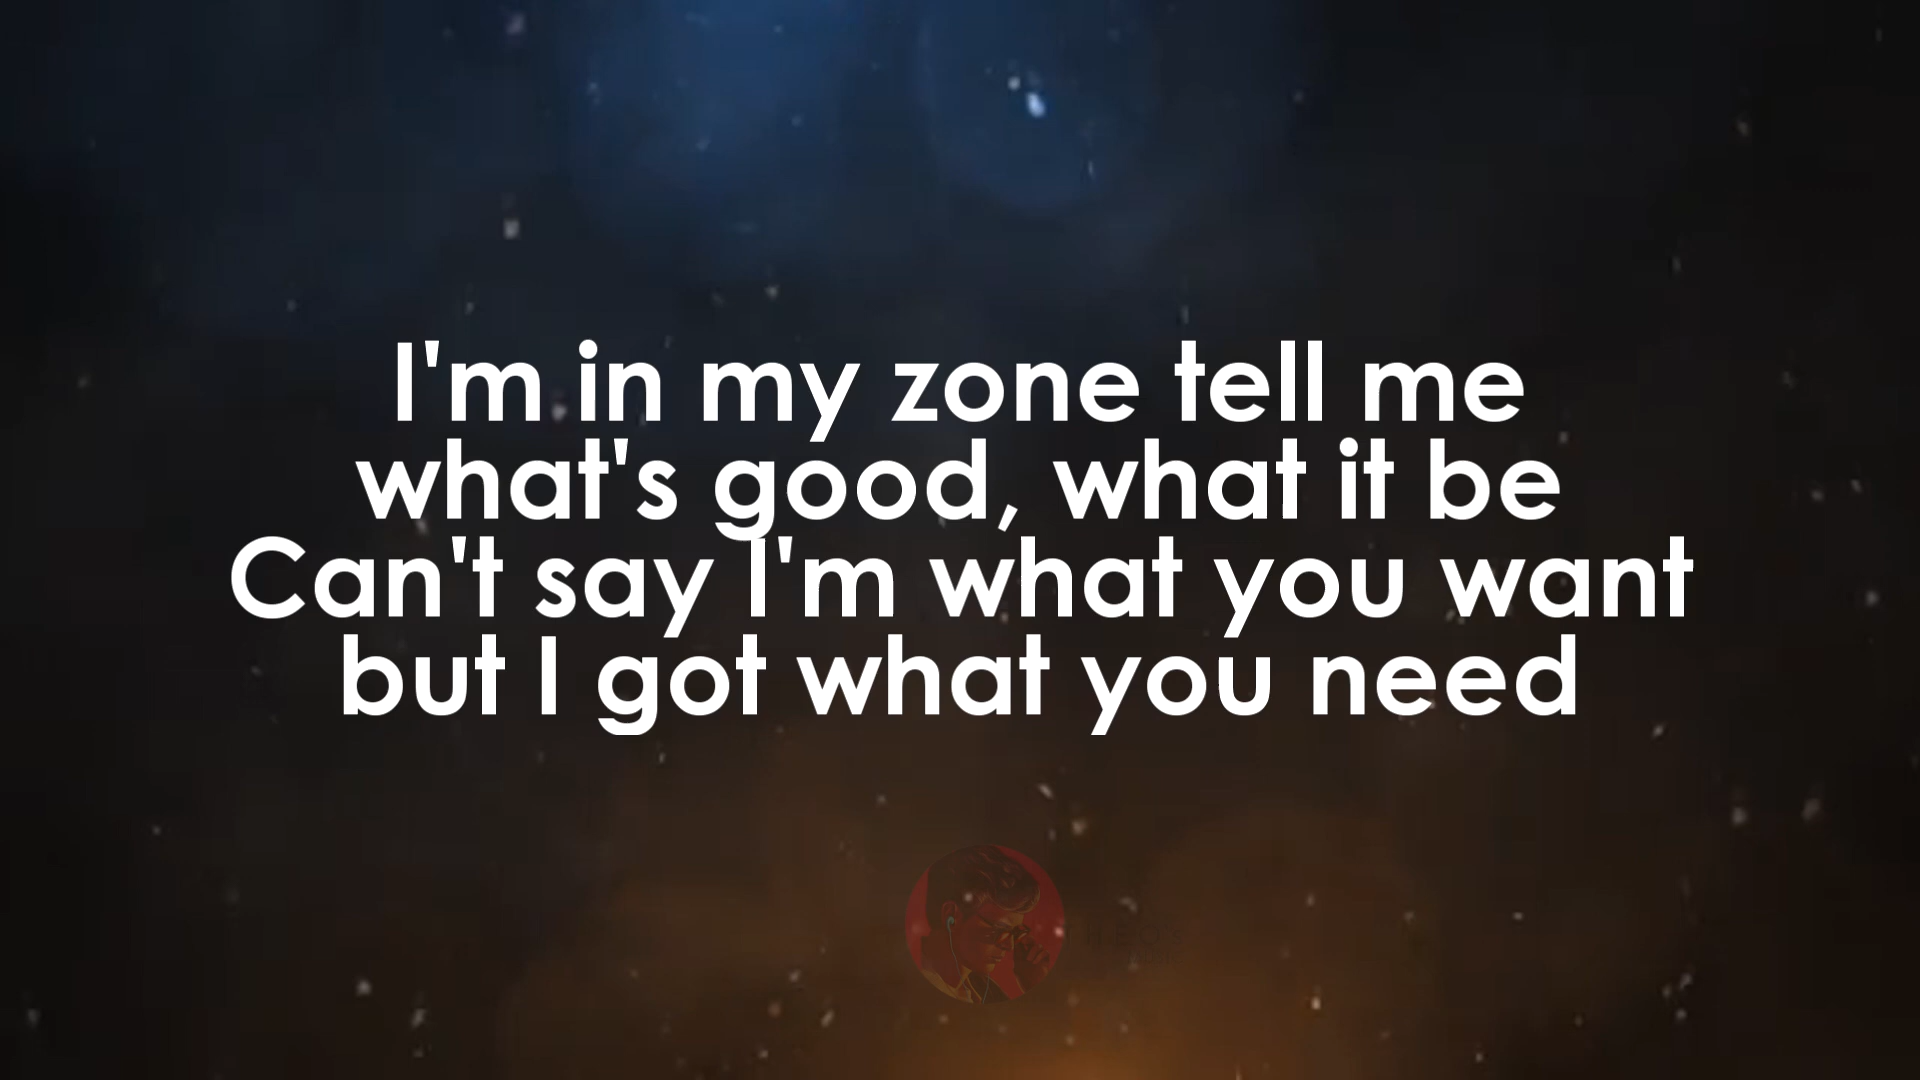 I'm in my zone tell me
what's good, what it be
Can't say I'm what you want
but I got what you need